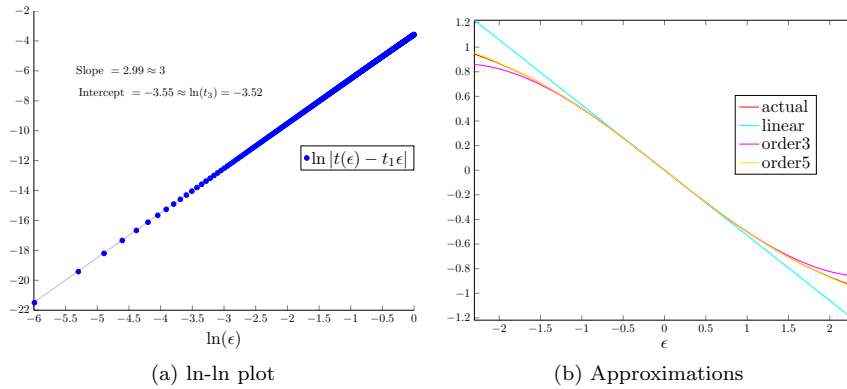 −2
−4
−6
−8
−10
−12
−14
−16
−18
−20
−22
Slope = 2.99 ≈ 3
Intercept = −3.55 ≈ ln(t₃) = −3.52
ln |t(ϵ) − t₁ϵ|
−6 −5.5 −5 −4.5 −4 −3.5 −3 −2.5 −2 −1.5 −1 −0.5 0
ln(ϵ)
(a) ln-ln plot
1.2
1
0.8
0.6
0.4
0.2
0
−0.2
−0.4
−0.6
−0.8
−1
−1.2
actual
linear
order3
order5
−2 −1.5 −1 −0.5 0 0.5 1 1.5 2
ϵ
(b) Approximations